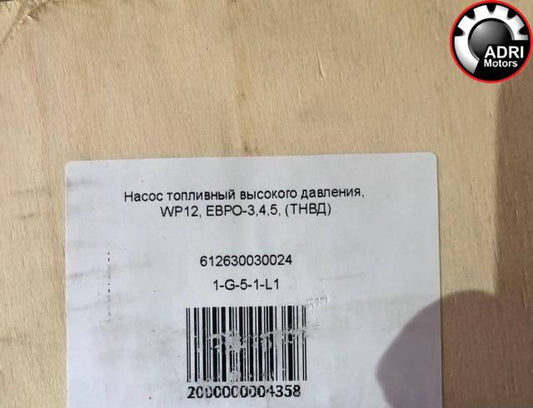 ADRI
Motors
Насос топливный высокого давления,
WP12, ЕВРО-3,4,5, (ТНВД)
612630030024
1-G-5-1-L1
2000000004358